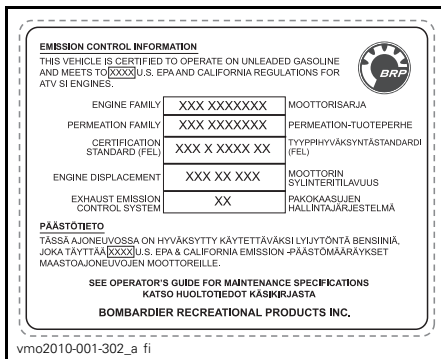 EMISSION CONTROL INFORMATION
THIS VEHICLE IS CERTIFIED TO OPERATE ON UNLEADED GASOLINE
AND MEETS TO XXXX U.S. EPA AND CALIFORNIA REGULATIONS FOR
ATV SI ENGINES.
BRP
ENGINE FAMILY XXX XXXXXXX MOOTTORISARJA
PERMEATION FAMILY XXX XXXXXXX PERMEATION-TUOTEPERHE
CERTIFICATION STANDARD (FEL) XXX X XXXX XX TYYPPIHYVÄKSYNTÄSTANDARDI (FEL)
ENGINE DISPLACEMENT XXX XX XXX MOOTTORIN SYLINTERITILAVUUS
EXHAUST EMISSION CONTROL SYSTEM XX PAKOKAASUJEN HALLINTAJÄRJESTELMÄ
PÄÄSTÖTIETO
TÄSSÄ AJONEUVOSSA ON HYVÄKSYTTY KÄYTETTÄVÄKSI LYIJYTÖNTÄ BENSIINIÄ,
JOKA TÄYTTÄÄ XXXX U.S. EPA & CALIFORNIA EMISSION -PÄÄSTÖMÄÄRÄYKSET
MAASTOAJONEUVOJEN MOOTTOREILLE.
SEE OPERATOR'S GUIDE FOR MAINTENANCE SPECIFICATIONS
KATSO HUOLTOTIEDOT KÄSIKIRJASTA
BOMBARDIER RECREATIONAL PRODUCTS INC.
vmo2010-001-302_a fi